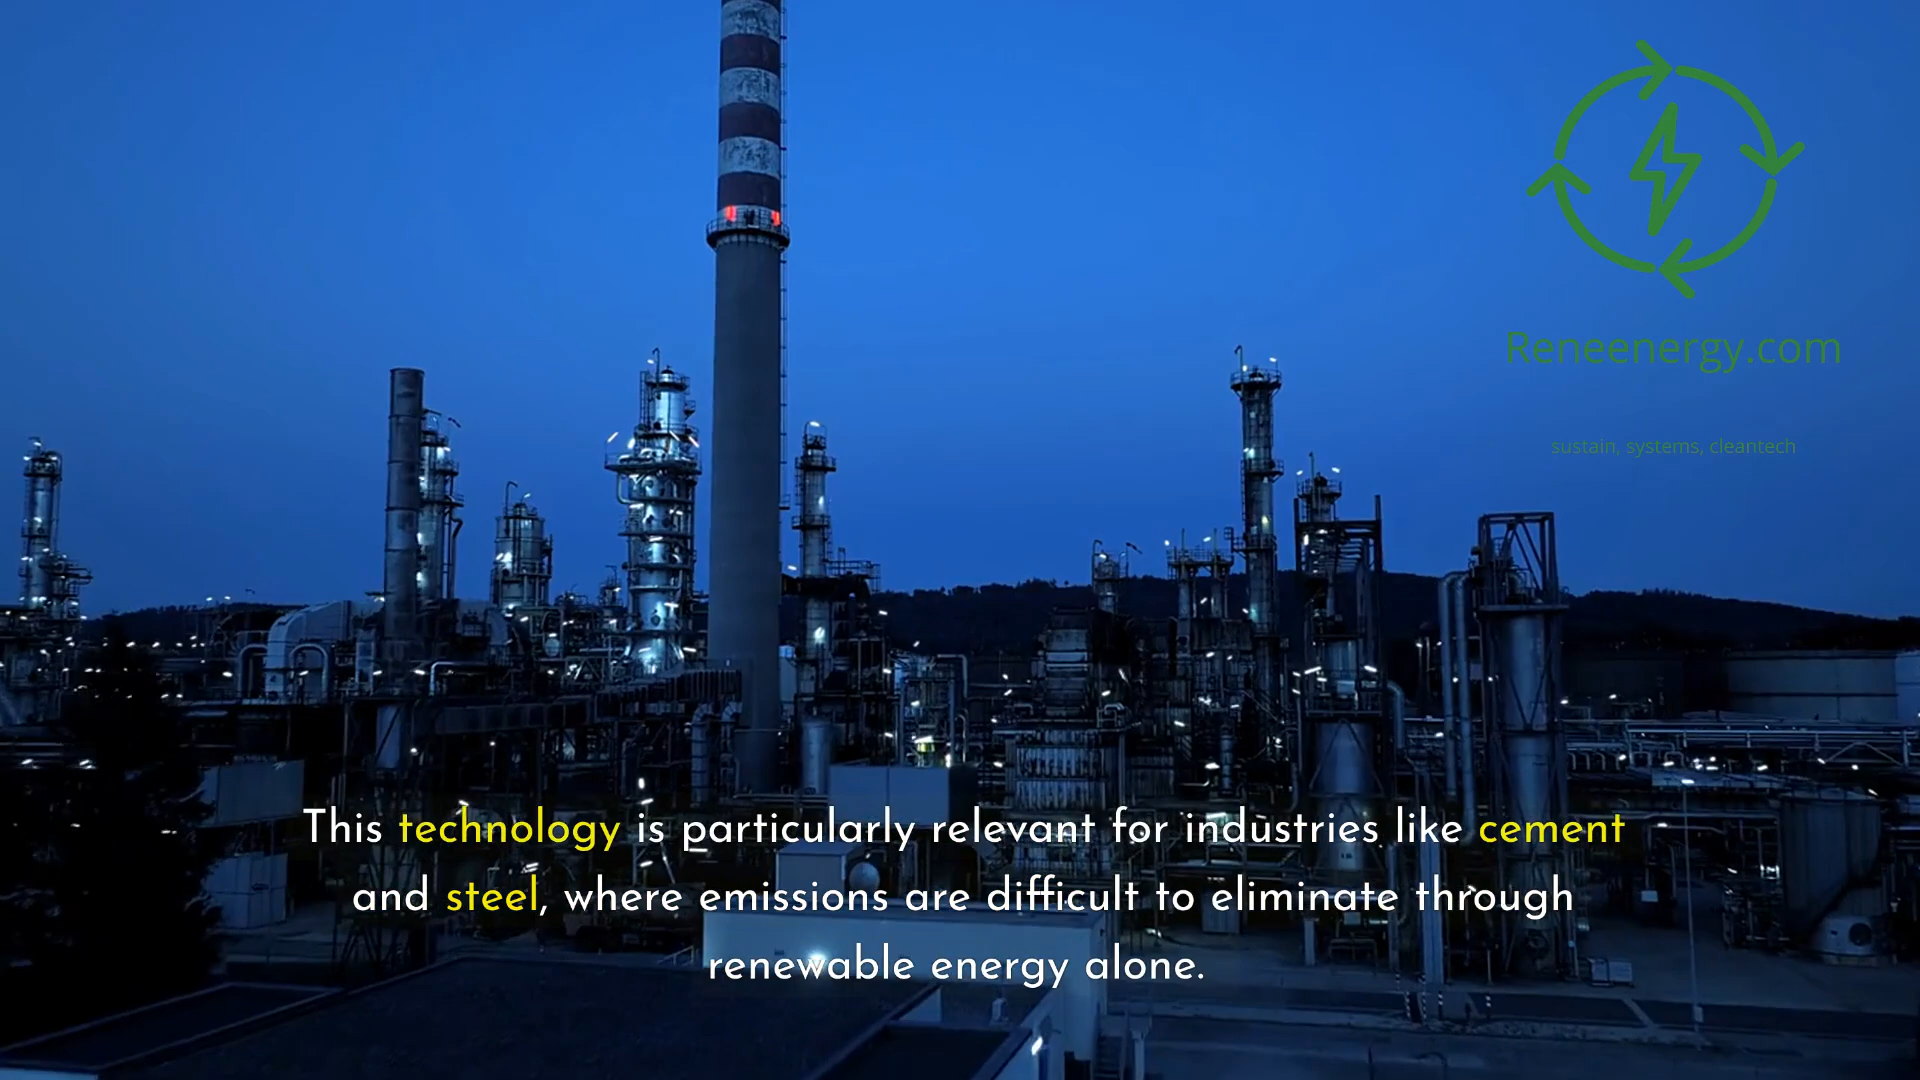 Reneenergy.com
sustain, systems, cleantech
This technology is particularly relevant for industries like cement
and steel, where emissions are difficult to eliminate through
renewable energy alone.